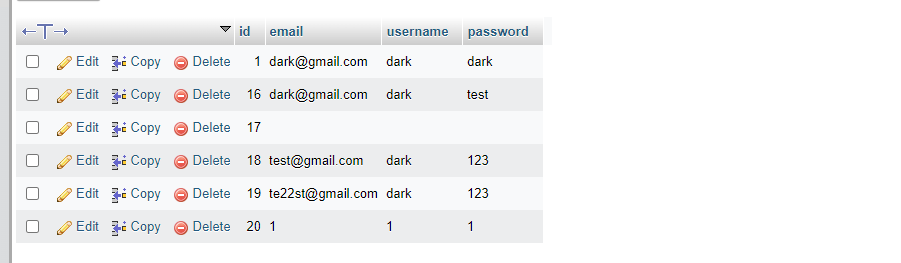 id email username password
Edit Copy Delete 1 dark@gmail.com dark dark
Edit Copy Delete 16 dark@gmail.com dark test
Edit Copy Delete 17
Edit Copy Delete 18 test@gmail.com dark 123
Edit Copy Delete 19 te22st@gmail.com dark 123
Edit Copy Delete 20 1 1 1